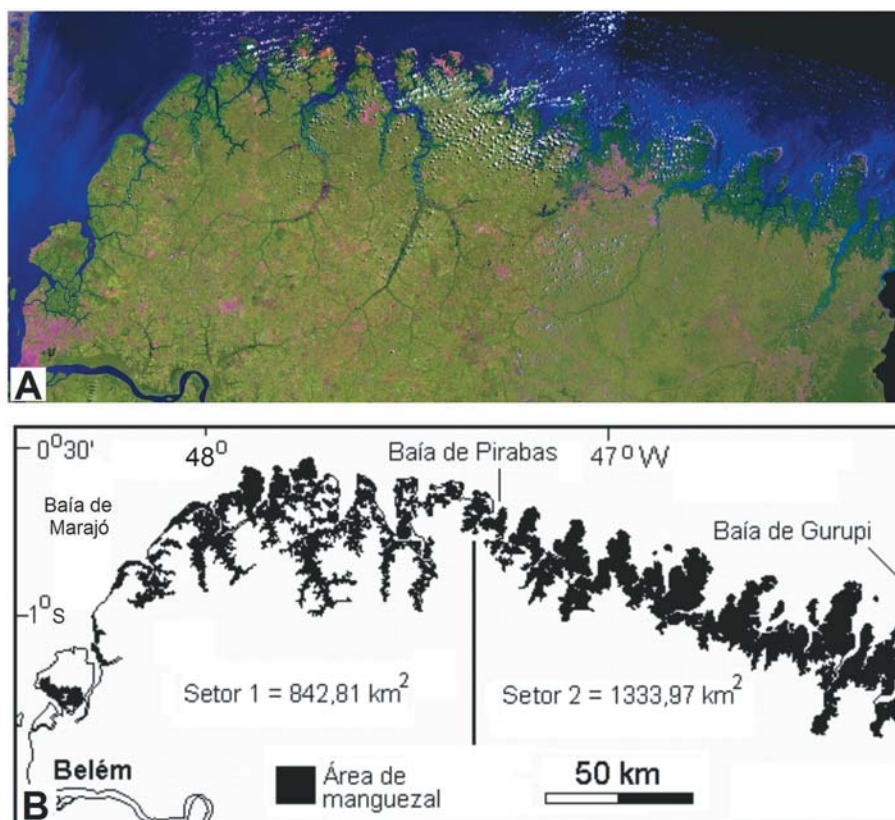 A
0° 30'
48°
Baía de Pirabas
47° W
Baía de
Marajó
Baía de Gurupi
1° S
Setor 1 = 842,81 km²
Setor 2 = 1333,97 km²
Belém
Área de
manguezal
50 km
B